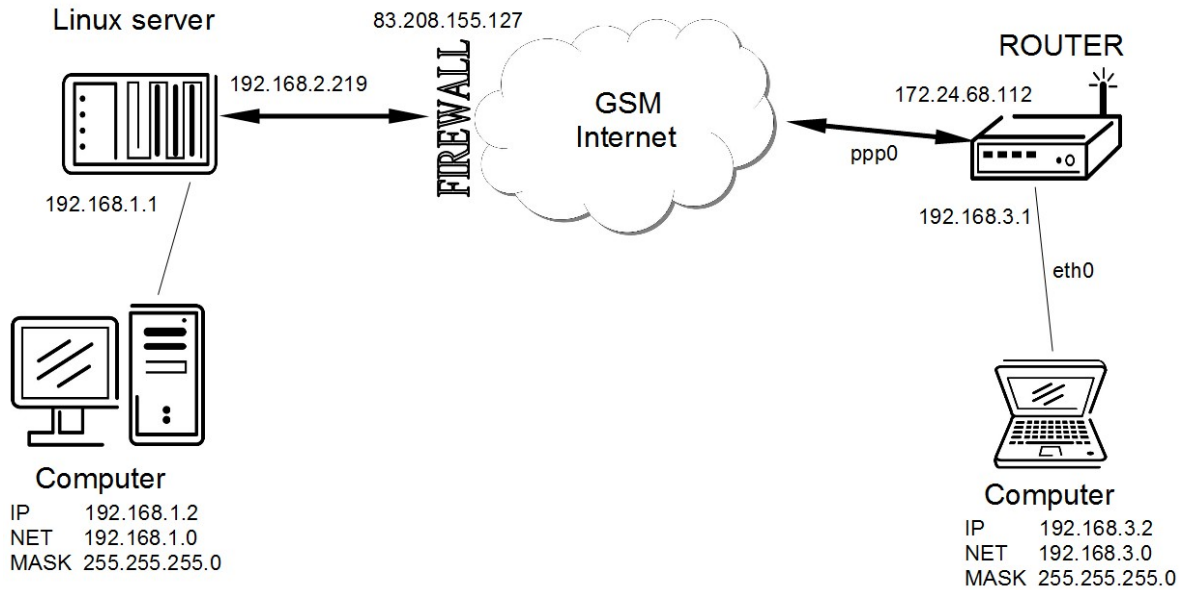 Linux server
83.208.155.127
ROUTER
192.168.2.219
FIREWALL
GSM
Internet
172.24.68.112
ppp0
192.168.1.1
192.168.3.1
eth0
Computer
IP 192.168.1.2
NET 192.168.1.0
MASK 255.255.255.0
Computer
IP 192.168.3.2
NET 192.168.3.0
MASK 255.255.255.0